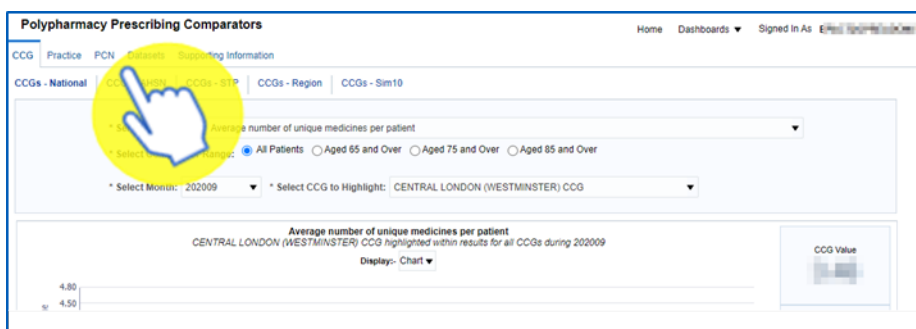 Polypharmacy Prescribing Comparators
Home Dashboards Signed In As
CCG Practice PCN Datasets Supporting Information
CCGs - National CCGs - STP CCGs - Region CCGs - Sim10
Average number of unique medicines per patient
* Select Range: All Patients Aged 65 and Over Aged 75 and Over Aged 85 and Over
* Select Month: 202009 * Select CCG to Highlight: CENTRAL LONDON (WESTMINSTER) CCG
Average number of unique medicines per patient
CENTRAL LONDON (WESTMINSTER) CCG highlighted within results for all CCGs during 202009
Display:- Chart
CCG Value
4.80
4.50